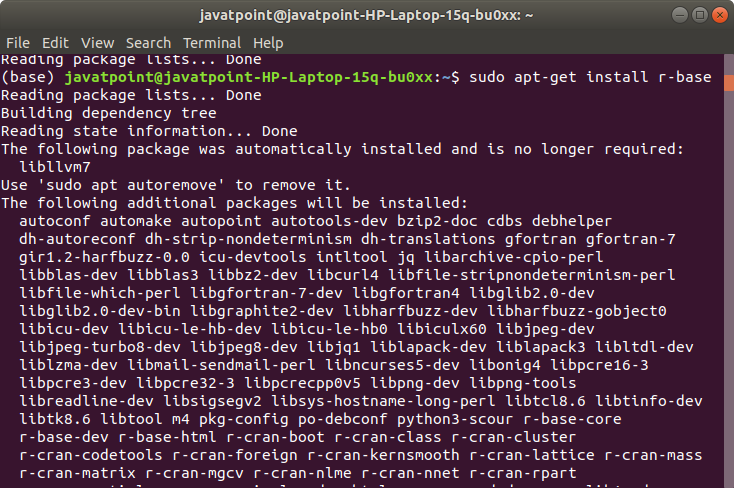 javatpoint@javatpoint-HP-Laptop-15q-bu0xx: ~
File Edit View Search Terminal Help
Reading package lists... Done
(base) javatpoint@javatpoint-HP-Laptop-15q-bu0xx:~$ sudo apt-get install r-base
Reading package lists... Done
Building dependency tree
Reading state information... Done
The following package was automatically installed and is no longer required:
libllvm7
Use 'sudo apt autoremove' to remove it.
The following additional packages will be installed:
autoconf automake autopoint autotools-dev bzip2-doc cdbs debhelper
dh-autoreconf dh-strip-nondeterminism dh-translations gfortran gfortran-7
gir1.2-harfbuzz-0.0 icu-devtools intltool jq libarchive-cpio-perl
libblas-dev libblas3 libbz2-dev libcurl4 libfile-stripnondeterminism-perl
libfile-which-perl libgfortran-7-dev libgfortran4 libglib2.0-dev
libglib2.0-dev-bin libgraphite2-dev libharfbuzz-dev libharfbuzz-gobject0
libicu-dev libicu-le-hb-dev libicu-le-hb0 libiculx60 libjpeg-dev
libjpeg-turbo8-dev libjpeg8-dev libjq1 liblapack-dev liblapack3 libltdl-dev
liblzma-dev libmail-sendmail-perl libncurses5-dev libonig4 libpcre16-3
libpcre3-dev libpcre32-3 libpcrecpp0v5 libpng-dev libpng-tools
libreadline-dev libsigsegv2 libsys-hostname-long-perl libtcl8.6 libtinfo-dev
libtk8.6 libtool m4 pkg-config po-debconf python3-scour r-base-core
r-base-dev r-base-html r-cran-boot r-cran-class r-cran-cluster
r-cran-codetools r-cran-foreign r-cran-kernsmooth r-cran-lattice r-cran-mass
r-cran-matrix r-cran-mgcv r-cran-nlme r-cran-nnet r-cran-rpart